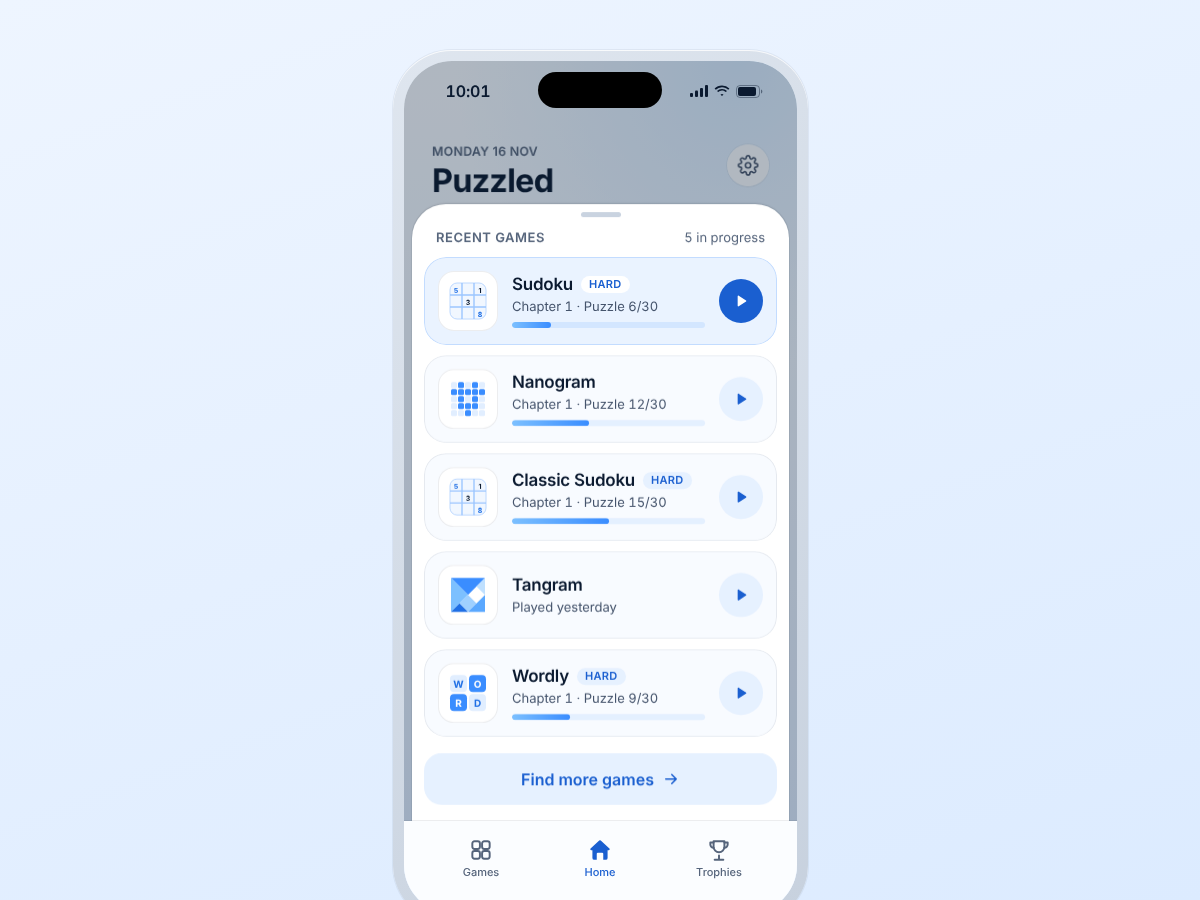 10:01
MONDAY 16 NOV
Puzzled
RECENT GAMES
5 in progress
5 1
3
8
Sudoku HARD
Chapter 1 · Puzzle 6/30
Nanogram
Chapter 1 · Puzzle 12/30
5 1
3
8
Classic Sudoku HARD
Chapter 1 · Puzzle 15/30
Tangram
Played yesterday
W O
R D
Wordly HARD
Chapter 1 · Puzzle 9/30
Find more games →
Games
Home
Trophies